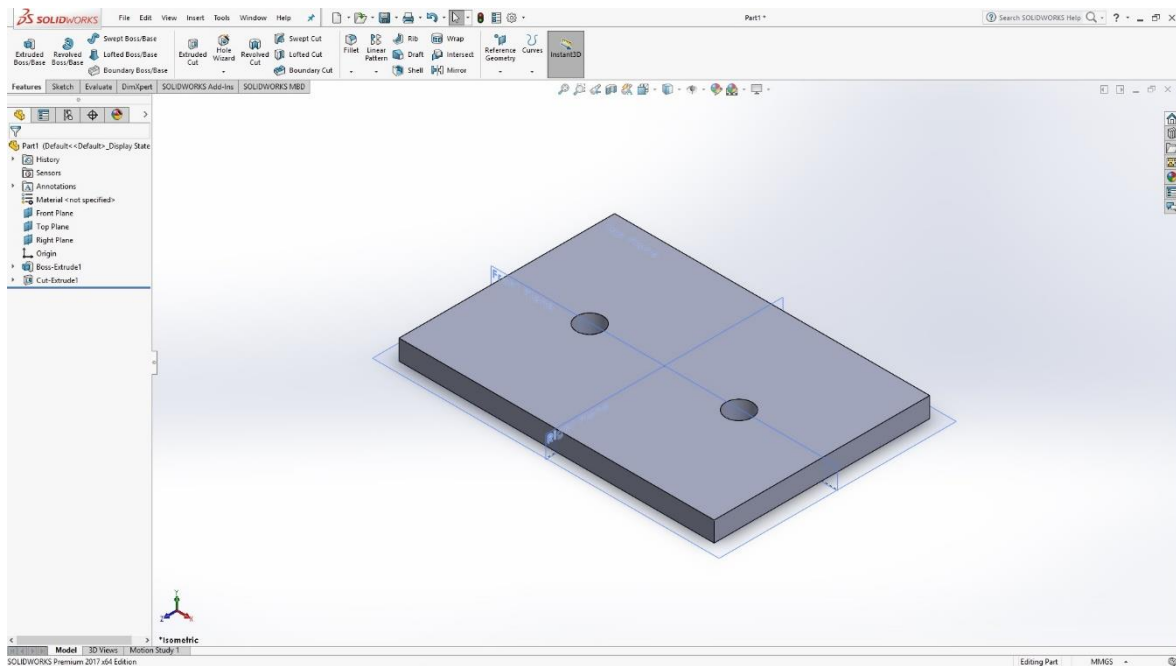 SOLIDWORKS File Edit View Insert Tools Window Help Part1 * Search SOLIDWORKS Help
Extruded Boss/Base Revolved Boss/Base Swept Boss/Base Lofted Boss/Base Boundary Boss/Base Extruded Cut Hole Wizard Revolved Cut Swept Cut Lofted Cut Boundary Cut Fillet Linear Pattern Rib Draft Shell Wrap Intersect Mirror Reference Geometry Curves Instant3D
Features Sketch Evaluate DimXpert SOLIDWORKS Add-Ins SOLIDWORKS MBD
Part1 (Default<<Default>_Display State
History
Sensors
Annotations
Material <not specified>
Front Plane
Top Plane
Right Plane
Origin
Boss-Extrude1
Cut-Extrude1
Y
Z X
*Isometric
Model 3D Views Motion Study 1
SOLIDWORKS Premium 2017 x64 Edition Editing Part MMGS